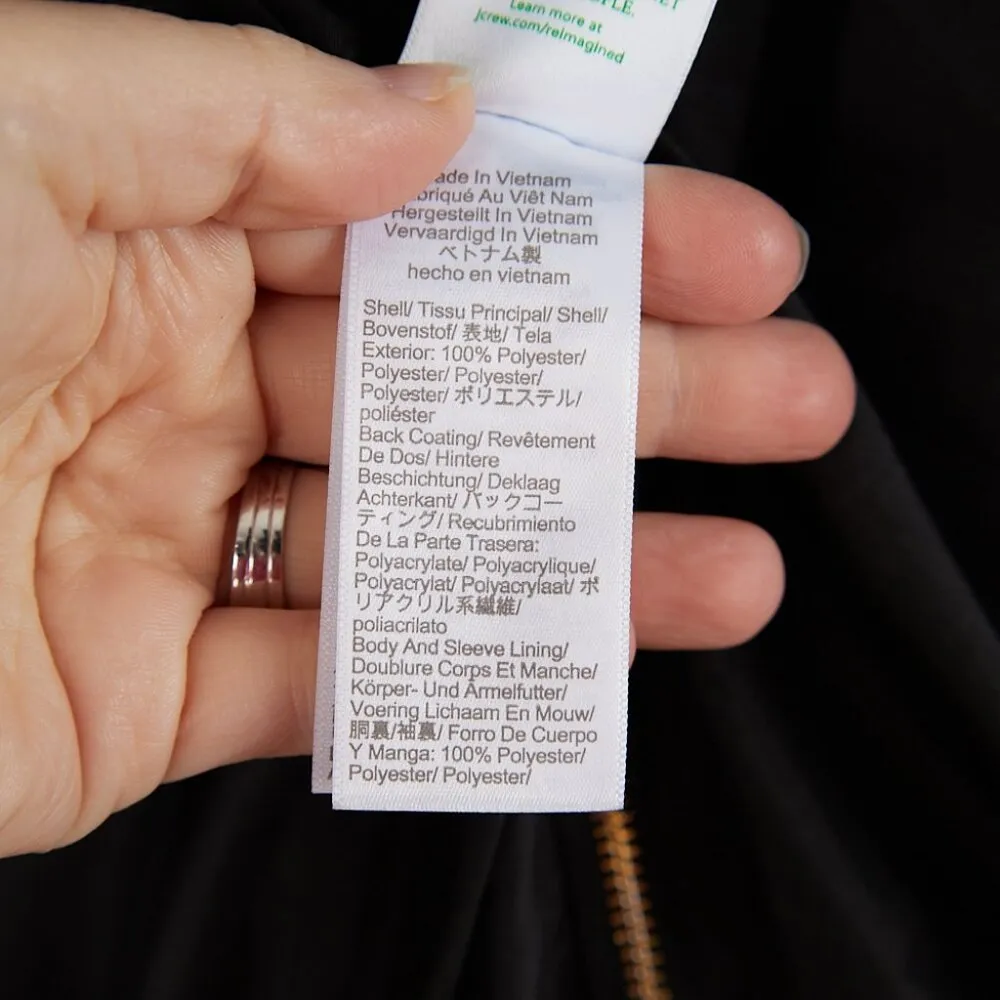 Learn more at
jcrew.com/reimagined
In Vietnam
Au Viêt Nam
Hergestellt In Vietnam
Vervaardigd In Vietnam
ベトナム製
hecho en vietnam
Shell/ Tissu Principal/ Shell/
Bovenstof/ 表地/ Tela
Exterior: 100% Polyester/
Polyester/ Polyester/
Polyester/ ポリエステル/
poliéster
Back Coating/ Revêtement
De Dos/ Hintere
Beschichtung/ Deklaag
Achterkant/ バックコー
ティング/ Recubrimiento
De La Parte Trasera:
Polyacrylate/ Polyacrylique/
Polyacrylat/ Polyacrylaat/ ポ
リアクリル系繊維/
poliacrilato
Body And Sleeve Lining/
Doublure Corps Et Manche/
Körper- Und Ärmelfutter/
Voering Lichaam En Mouw/
胴裏/袖裏/ Forro De Cuerpo
Y Manga: 100% Polyester/
Polyester/ Polyester/